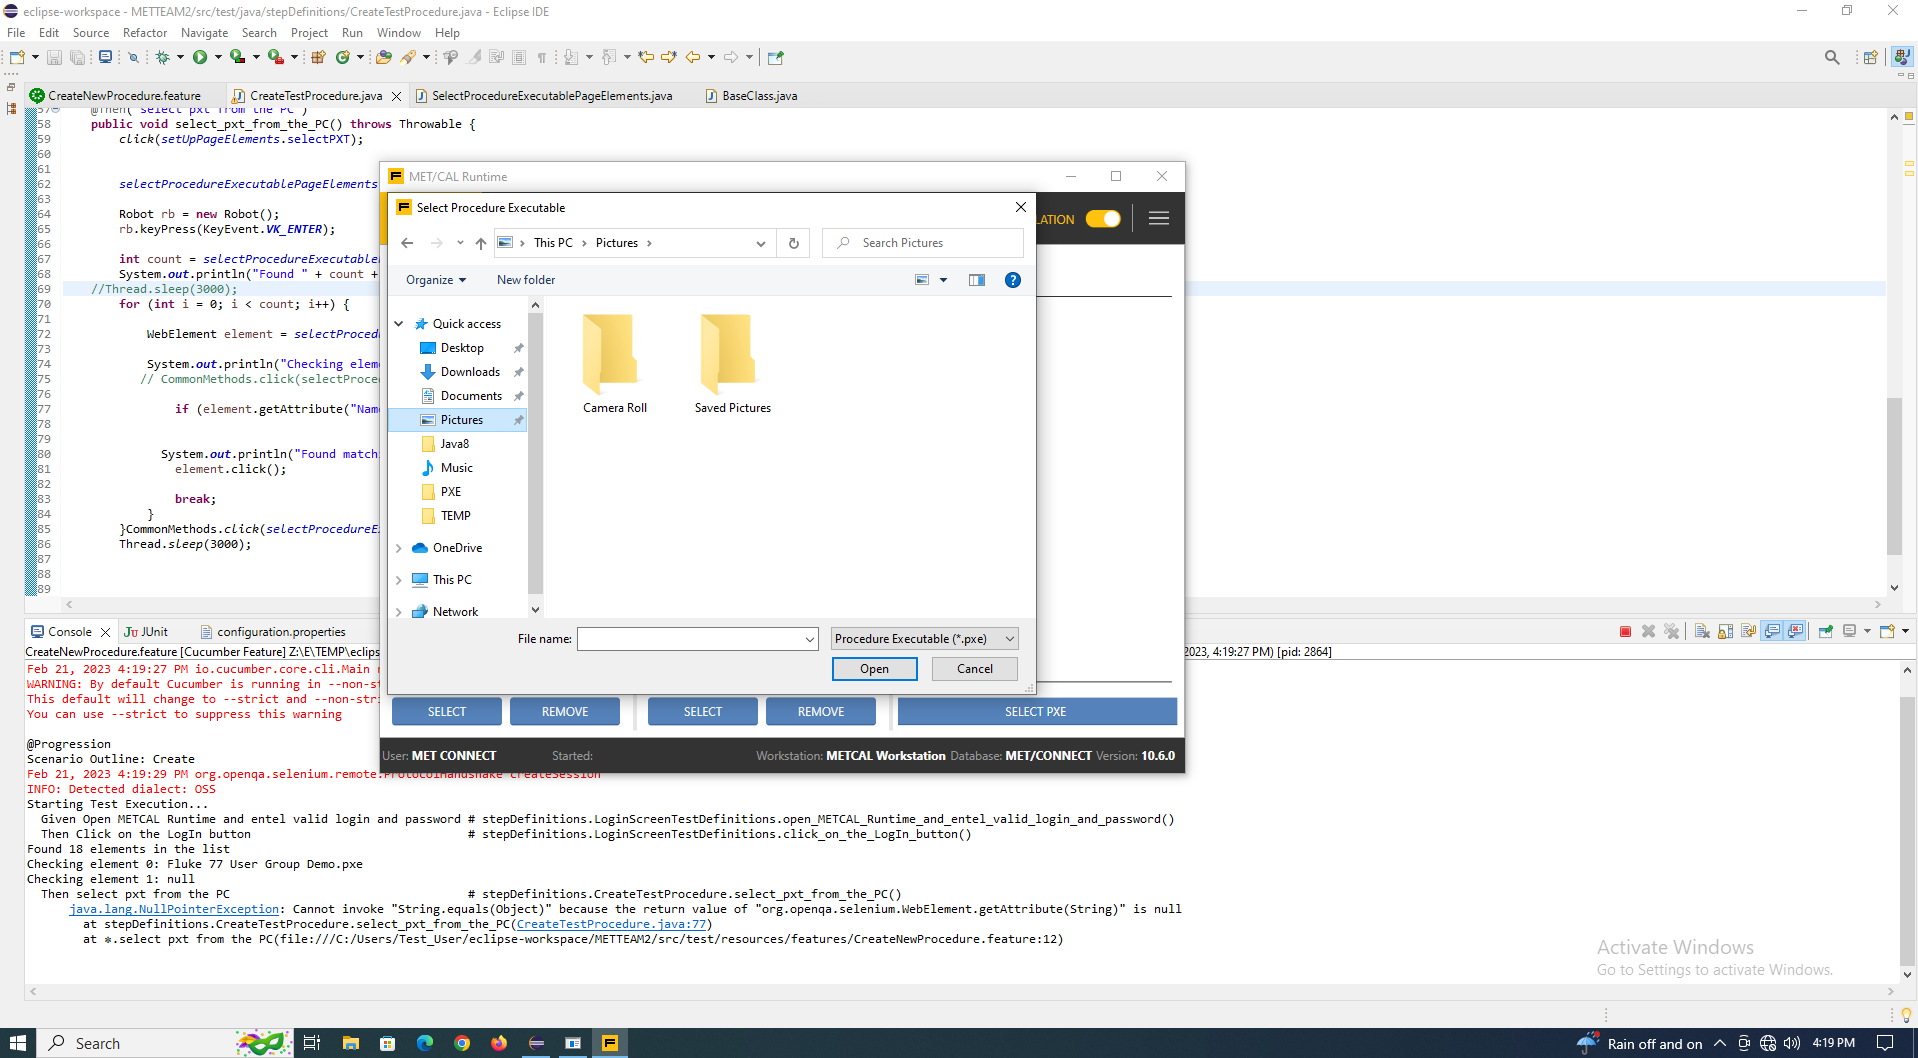 eclipse-workspace - METTEAM2/src/test/java/stepDefinitions/CreateTestProcedure.java - Eclipse IDE
File Edit Source Refactor Navigate Search Project Run Window Help
CreateNewProcedure.feature CreateTestProcedure.java SelectProcedureExecutablePageElements.java BaseClass.java
57 @Then("select pxt from the PC")
58 public void select_pxt_from_the_PC() throws Throwable {
59 click(setUpPageElements.selectPXT);
60
61
62 selectProcedureExecutablePageElements
63
64 Robot rb = new Robot();
65 rb.keyPress(KeyEvent.VK_ENTER);
66
67 int count = selectProcedureExecutable
68 System.out.println("Found " + count +
69 //Thread.sleep(3000);
70 for (int i = 0; i < count; i++) {
71
72 WebElement element = selectProced
73
74 System.out.println("Checking elem
75 // CommonMethods.click(selectProce
76
77 if (element.getAttribute("Nam
78
79
80 System.out.println("Found match
81 element.click();
82
83 break;
84 }
85 }CommonMethods.click(selectProcedureE
86 Thread.sleep(3000);
87
88
89
MET/CAL Runtime
LATION
Select Procedure Executable
This PC Pictures
Search Pictures
Organize New folder
Quick access
Desktop
Downloads
Documents
Pictures
Java8
Music
PXE
TEMP
OneDrive
This PC
Network
Camera Roll Saved Pictures
File name: Procedure Executable (*.pxe)
Open Cancel
SELECT REMOVE SELECT REMOVE SELECT PXE
User: MET CONNECT Started: Workstation: METCAL Workstation Database: MET/CONNECT Version: 10.6.0
Console JUnit configuration.properties
CreateNewProcedure.feature [Cucumber Feature] Z:\E\TEMP\eclips 2023, 4:19:27 PM) [pid: 2864]
Feb 21, 2023 4:19:27 PM io.cucumber.core.cli.Main r
WARNING: By default Cucumber is running in --non-st
This default will change to --strict and --non-stri
You can use --strict to suppress this warning
@Progression
Scenario Outline: Create
Feb 21, 2023 4:19:29 PM org.openqa.selenium.remote.ProtocolHandshake createSession
INFO: Detected dialect: OSS
Starting Test Execution...
Given Open METCAL Runtime and entel valid login and password # stepDefinitions.LoginScreenTestDefinitions.open_METCAL_Runtime_and_entel_valid_login_and_password()
Then Click on the LogIn button # stepDefinitions.LoginScreenTestDefinitions.click_on_the_LogIn_button()
Found 18 elements in the list
Checking element 0: Fluke 77 User Group Demo.pxe
Checking element 1: null
Then select pxt from the PC # stepDefinitions.CreateTestProcedure.select_pxt_from_the_PC()
java.lang.NullPointerException: Cannot invoke "String.equals(Object)" because the return value of "org.openqa.selenium.WebElement.getAttribute(String)" is null
at stepDefinitions.CreateTestProcedure.select_pxt_from_the_PC(CreateTestProcedure.java:77)
at *.select pxt from the PC(file:///C:/Users/Test_User/eclipse-workspace/METTEAM2/src/test/resources/features/CreateNewProcedure.feature:12)
Activate Windows
Go to Settings to activate Windows.
Search
Rain off and on 4:19 PM